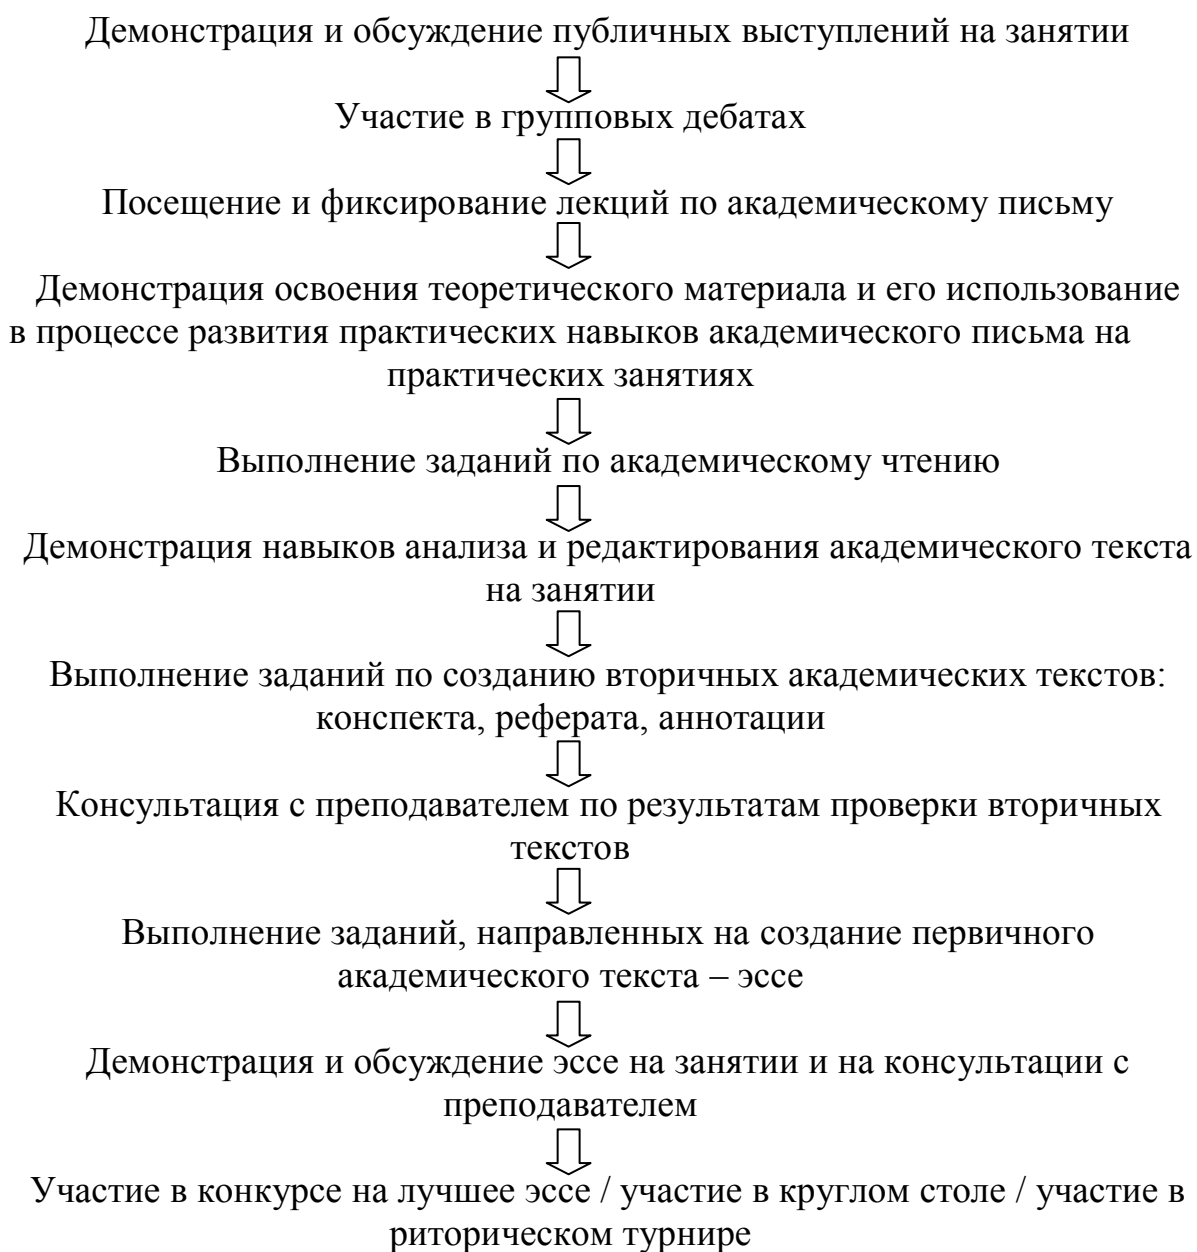 Демонстрация и обсуждение публичных выступлений на занятии
Участие в групповых дебатах
Посещение и фиксирование лекций по академическому письму
Демонстрация освоения теоретического материала и его использование
в процессе развития практических навыков академического письма на
практических занятиях
Выполнение заданий по академическому чтению
Демонстрация навыков анализа и редактирования академического текста
на занятии
Выполнение заданий по созданию вторичных академических текстов:
конспекта, реферата, аннотации
Консультация с преподавателем по результатам проверки вторичных
текстов
Выполнение заданий, направленных на создание первичного
академического текста – эссе
Демонстрация и обсуждение эссе на занятии и на консультации с
преподавателем
Участие в конкурсе на лучшее эссе / участие в круглом столе / участие в
риторическом турнире